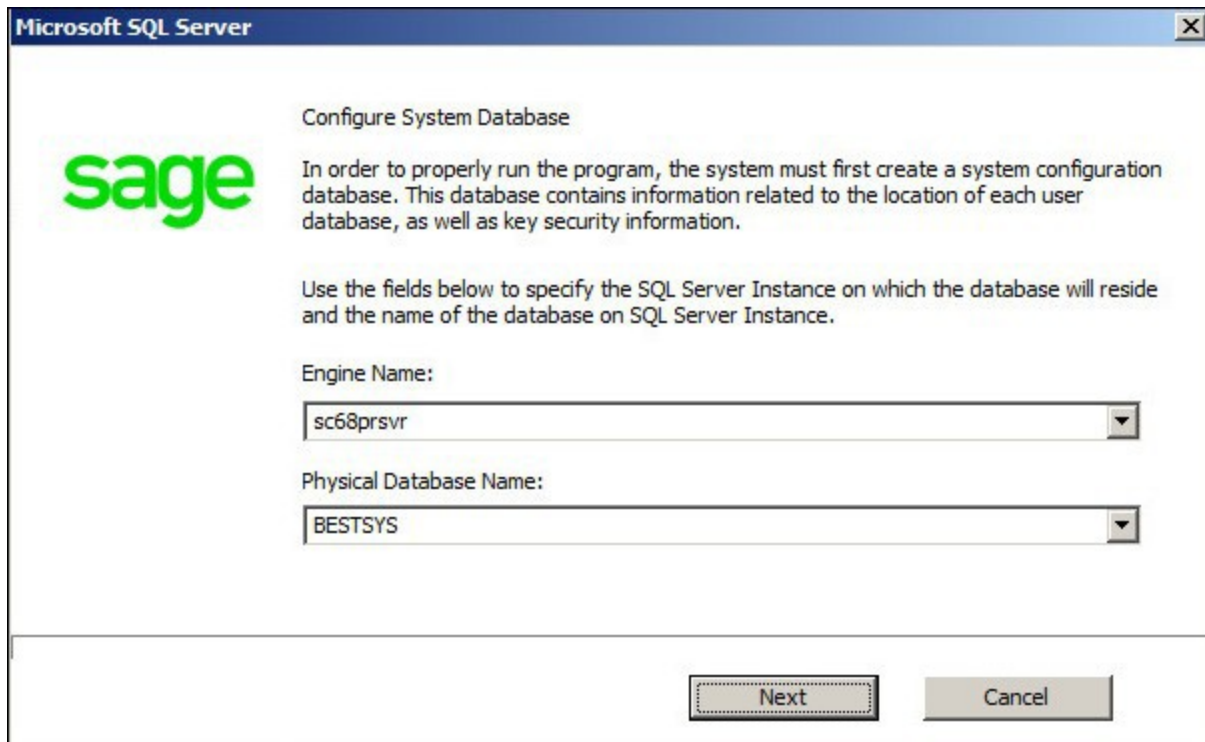 Microsoft SQL Server
sage
Configure System Database
In order to properly run the program, the system must first create a system configuration
database. This database contains information related to the location of each user
database, as well as key security information.
Use the fields below to specify the SQL Server Instance on which the database will reside
and the name of the database on SQL Server Instance.
Engine Name:
sc68prsvr
Physical Database Name:
BESTSYS
Next
Cancel